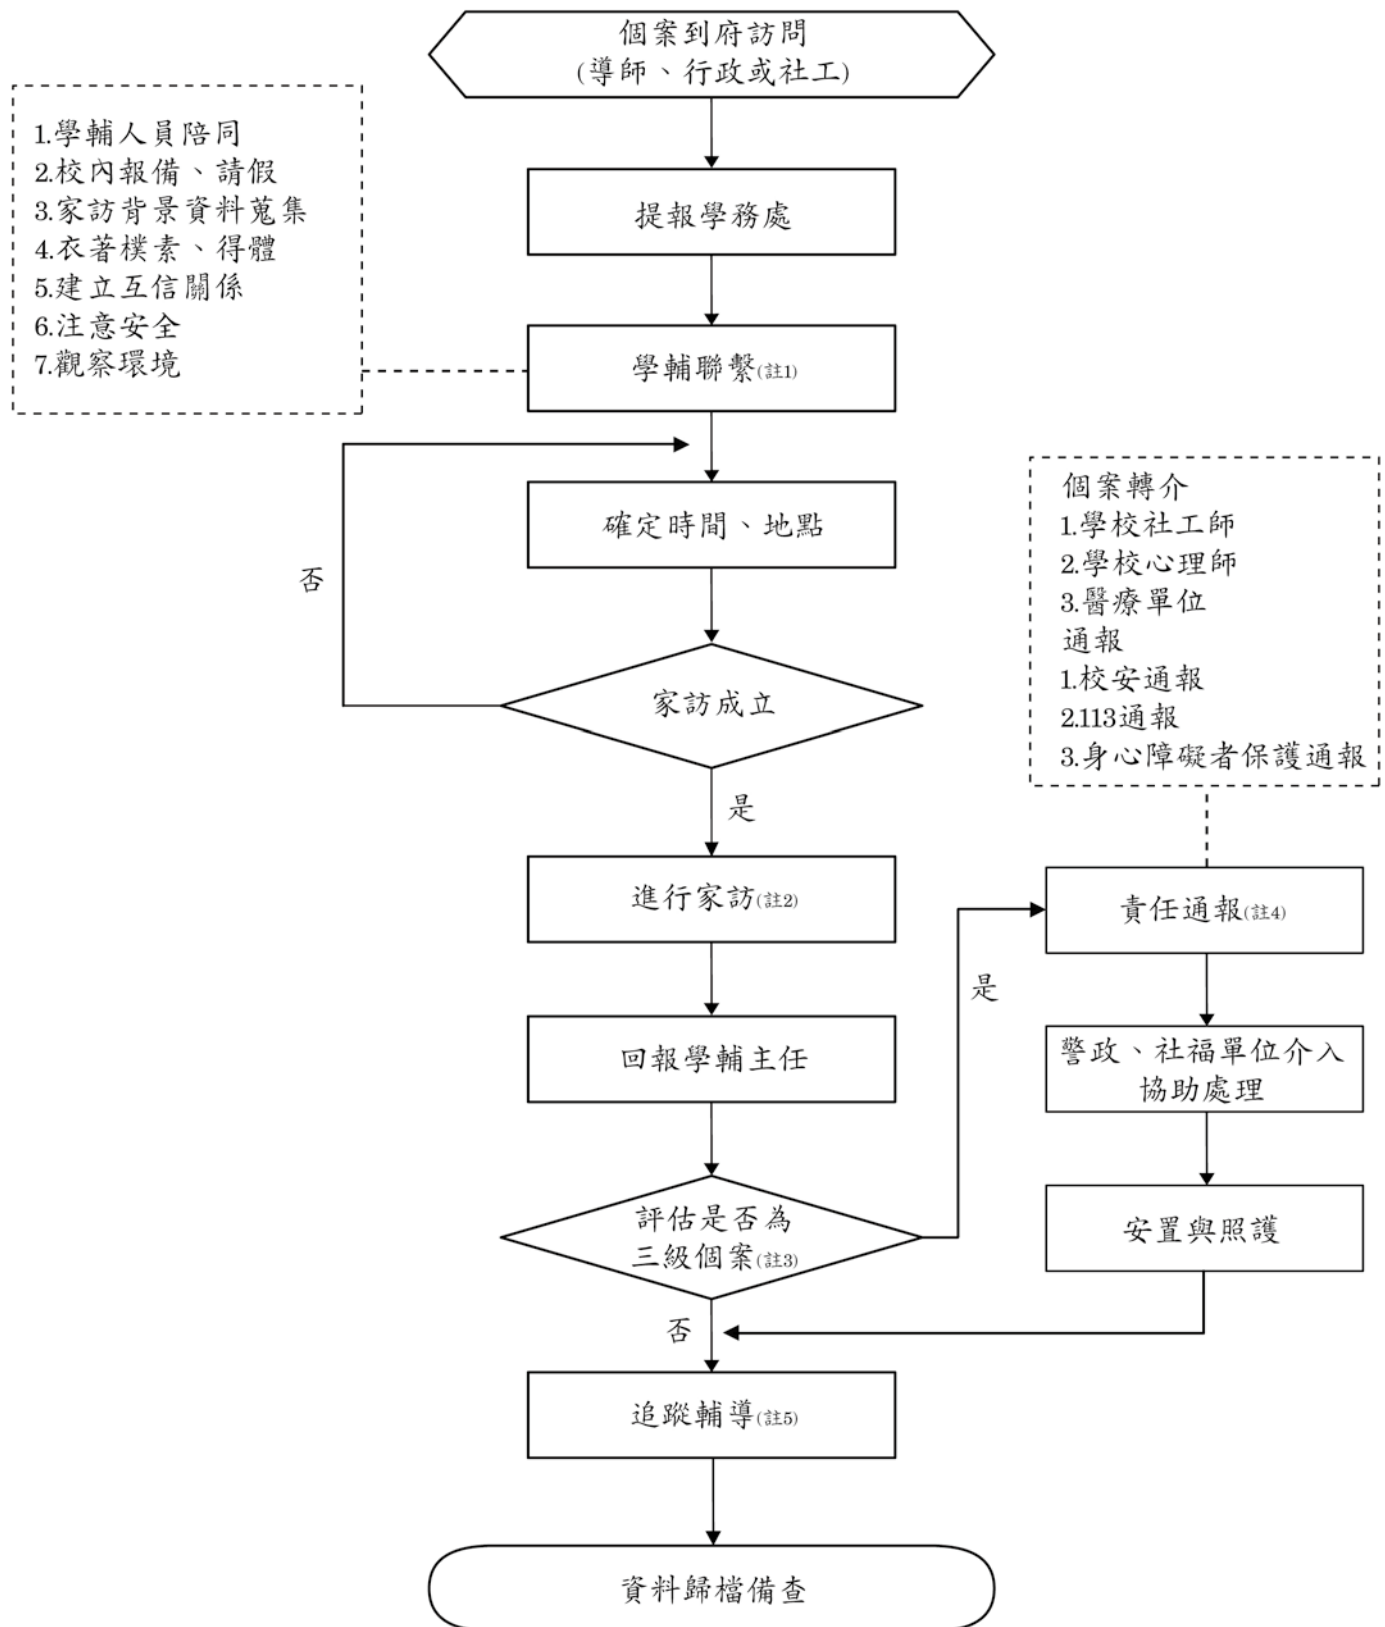 個案到府訪問
(導師、行政或社工)
1.學輔人員陪同
2.校內報備、請假
3.家訪背景資料蒐集
4.衣著樸素、得體
5.建立互信關係
6.注意安全
7.觀察環境
提報學務處
學輔聯繫(註1)
確定時間、地點
否
家訪成立
是
進行家訪(註2)
回報學輔主任
評估是否為
三級個案(註3)
是
個案轉介
1.學校社工師
2.學校心理師
3.醫療單位
通報
1.校安通報
2.113通報
3.身心障礙者保護通報
責任通報(註4)
警政、社福單位介入
協助處理
安置與照護
否
追蹤輔導(註5)
資料歸檔備查